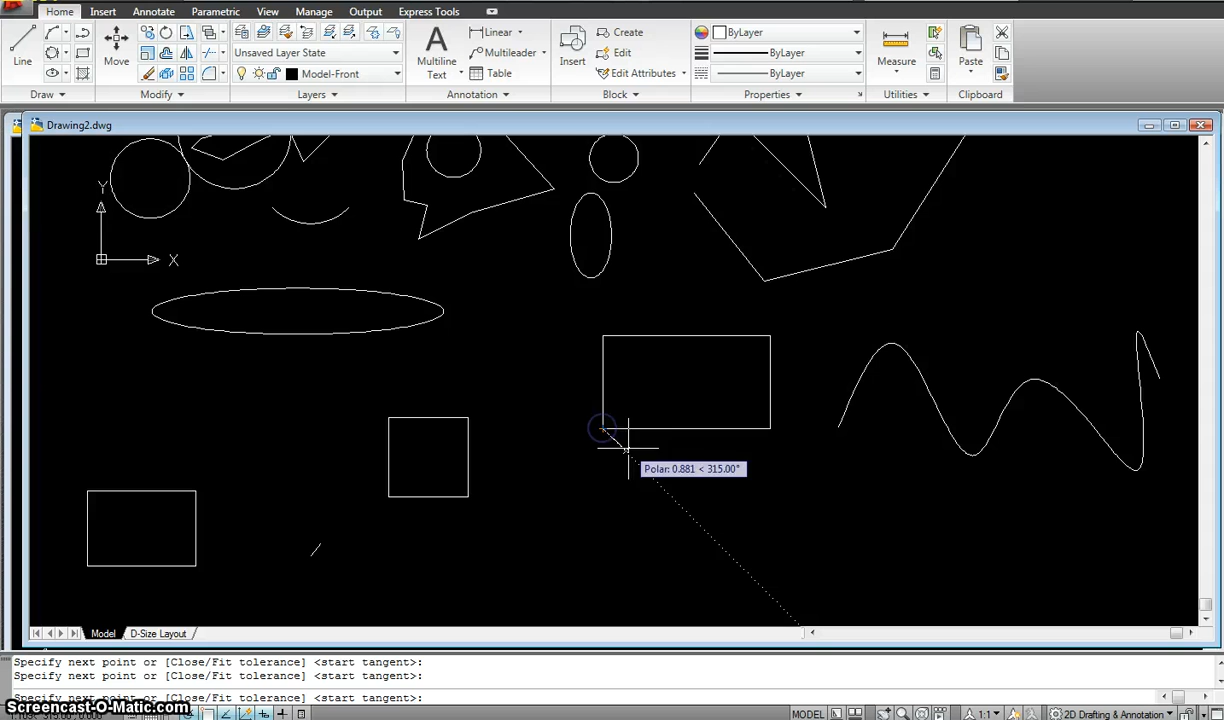 Home Insert Annotate Parametric View Manage Output Express Tools
Line Move Unsaved Layer State Multiline Text Linear Multileader Table Insert Create Edit Edit Attributes ByLayer ByLayer ByLayer Measure Paste
Model-Front
Draw Modify Layers Annotation Block Properties Utilities Clipboard
Drawing2.dwg
Y
X
Polar: 0.881 < 315.00°
Model D-Size Layout
Specify next point or [Close/Fit tolerance] <start tangent>:
Specify next point or [Close/Fit tolerance] <start tangent>:
Specify next point or [Close/Fit tolerance] <start tangent>:
Screencast-O-Matic.com
MODEL 1:1 2D Drafting & Annotation